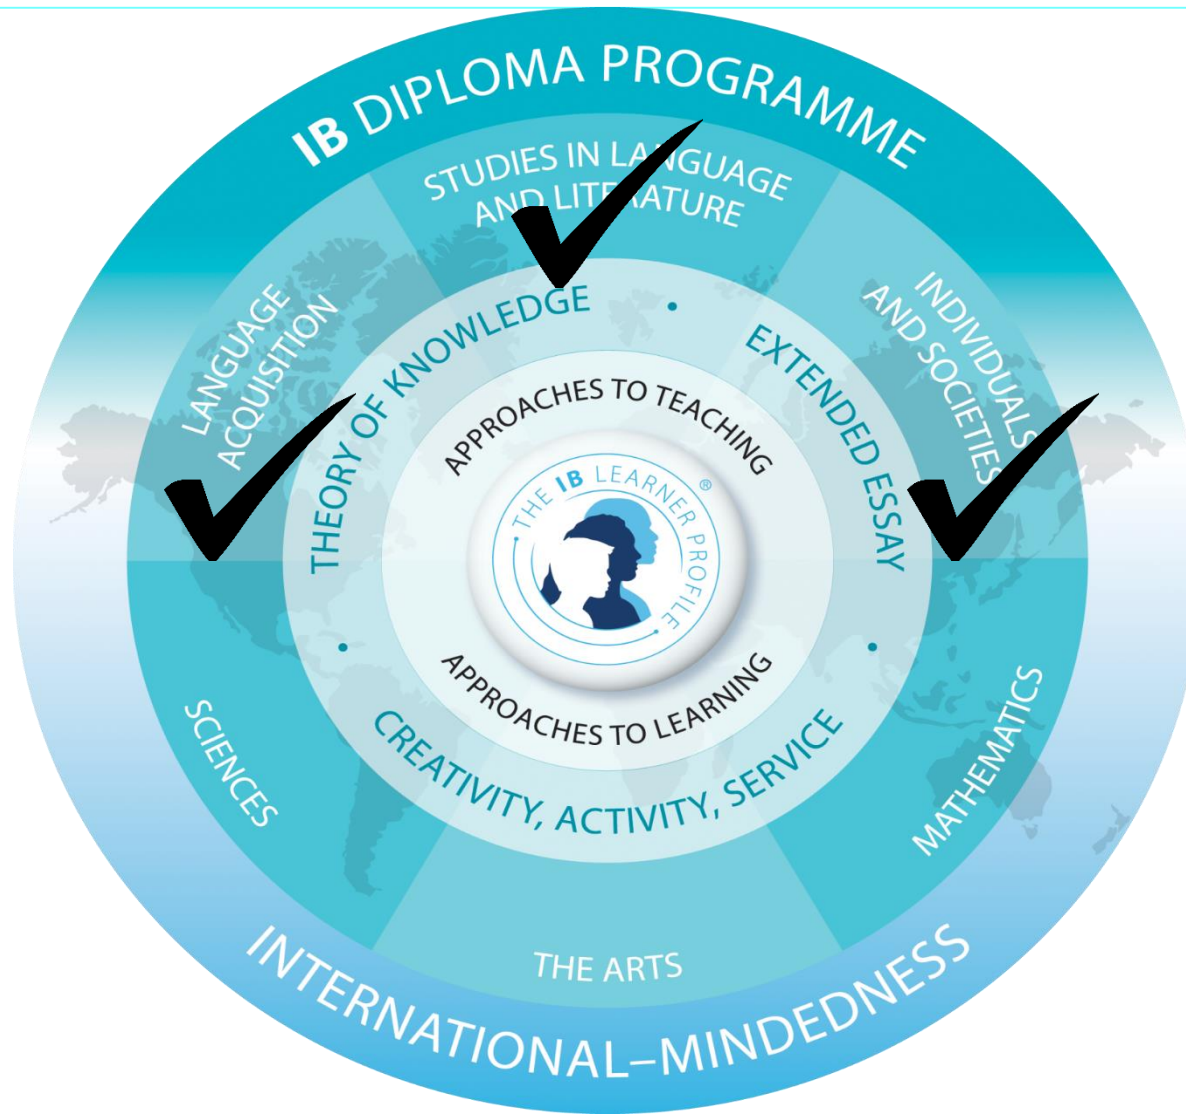 IB DIPLOMA PROGRAMME
STUDIES IN LANGUAGE
AND LITERATURE
LANGUAGE
ACQUISITION
INDIVIDUALS
AND SOCIETIES
THEORY OF KNOWLEDGE
•
EXTENDED ESSAY
APPROACHES TO TEACHING
THE IB LEARNER PROFILE
®
APPROACHES TO LEARNING
•
CREATIVITY, ACTIVITY, SERVICE
•
SCIENCES
MATHEMATICS
THE ARTS
INTERNATIONAL–MINDEDNESS